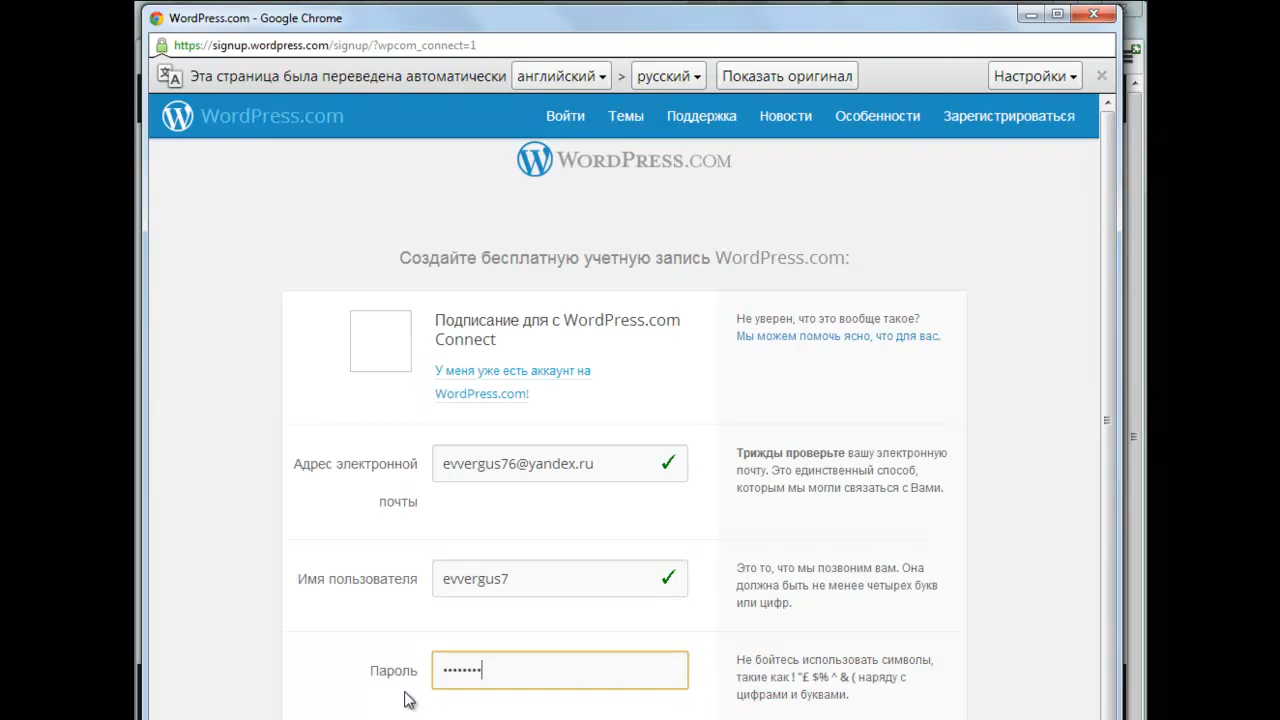 WordPress.com - Google Chrome
https://signup.wordpress.com/signup/?wpcom_connect=1
Эта страница была переведена автоматически английский > русский Показать оригинал Настройки
WordPress.com Войти Темы Поддержка Новости Особенности Зарегистрироваться
WORDPRESS.COM
Создайте бесплатную учетную запись WordPress.com:
Подписание для с WordPress.com
Connect
У меня уже есть аккаунт на
WordPress.com!
Не уверен, что это вообще такое?
Мы можем помочь ясно, что для вас.
Адрес электронной
почты
evvergus76@yandex.ru
Трижды проверьте вашу электронную
почту. Это единственный способ,
которым мы могли связаться с Вами.
Имя пользователя
evvergus7
Это то, что мы позвоним вам. Она
должна быть не менее четырех букв
или цифр.
Пароль
••••••••
Не бойтесь использовать символы,
такие как ! "£ $% ^ & ( наряду с
цифрами и буквами.